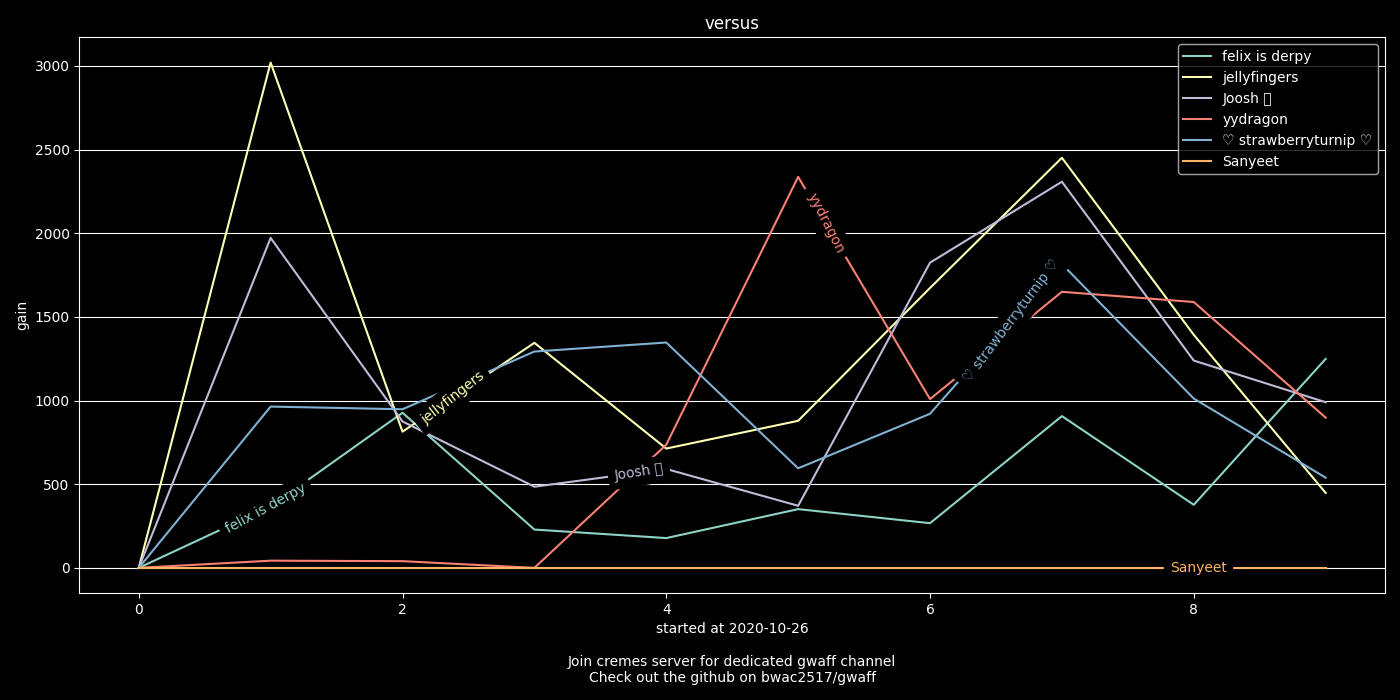 versus
3000
2500
2000
1500
1000
500
0
gain
felix is derpy
jellyfingers
Joosh ▯
yydragon
♡ strawberryturnip ♡
Sanyeet
felix is derpy
jellyfingers
Joosh ▯
yydragon
♡ strawberryturnip ♡
Sanyeet
0 2 4 6 8
started at 2020-10-26
Join cremes server for dedicated gwaff channel
Check out the github on bwac2517/gwaff